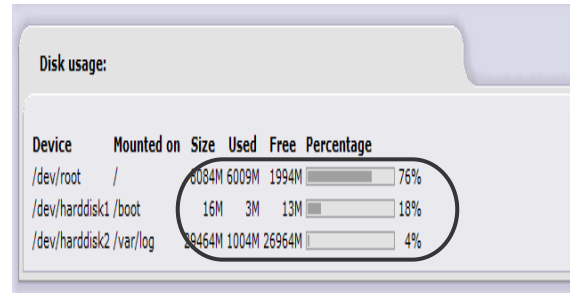 Disk usage:
Device Mounted on Size Used Free Percentage
/dev/root / 6009M 1994M 76%
/dev/harddisk1 /boot 16M 3M 13M 18%
/dev/harddisk2 /var/log 29464M 1004M 26964M 4%